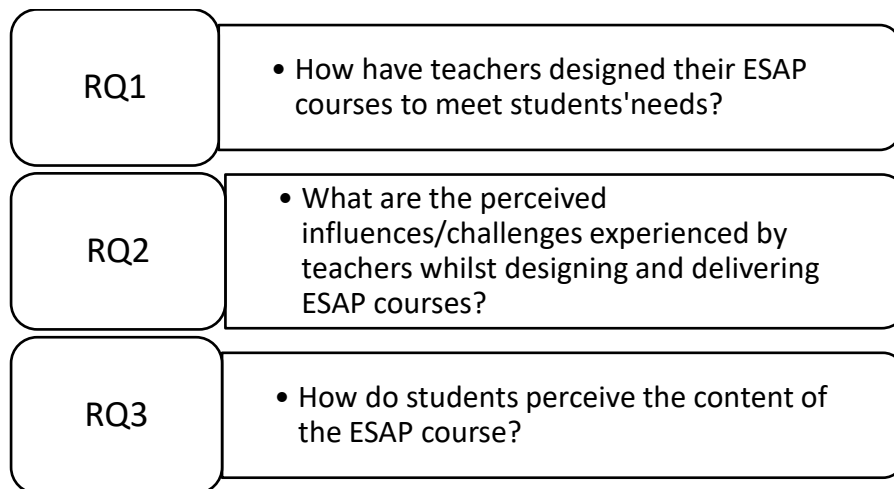 RQ1
• How have teachers designed their ESAP
courses to meet students'needs?
RQ2
• What are the perceived
influences/challenges experienced by
teachers whilst designing and delivering
ESAP courses?
RQ3
• How do students perceive the content of
the ESAP course?